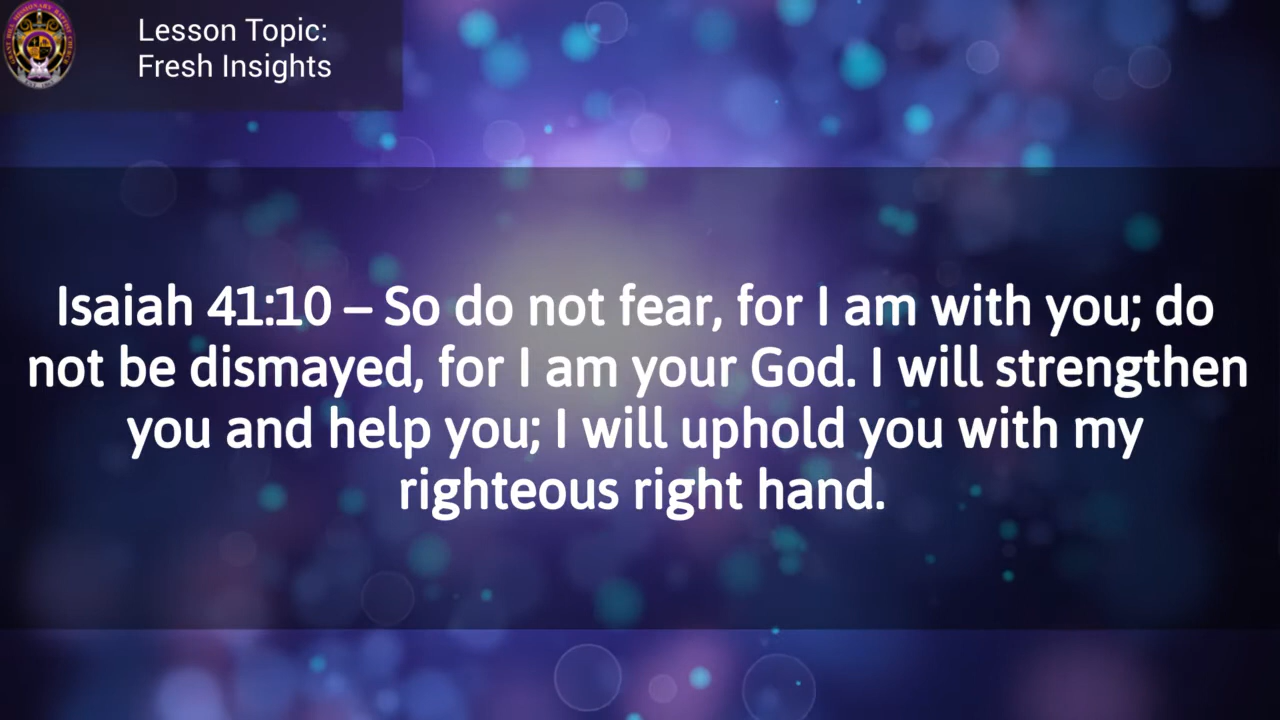 Lesson Topic:
Fresh Insights
Isaiah 41:10 – So do not fear, for I am with you; do
not be dismayed, for I am your God. I will strengthen
you and help you; I will uphold you with my
righteous right hand.